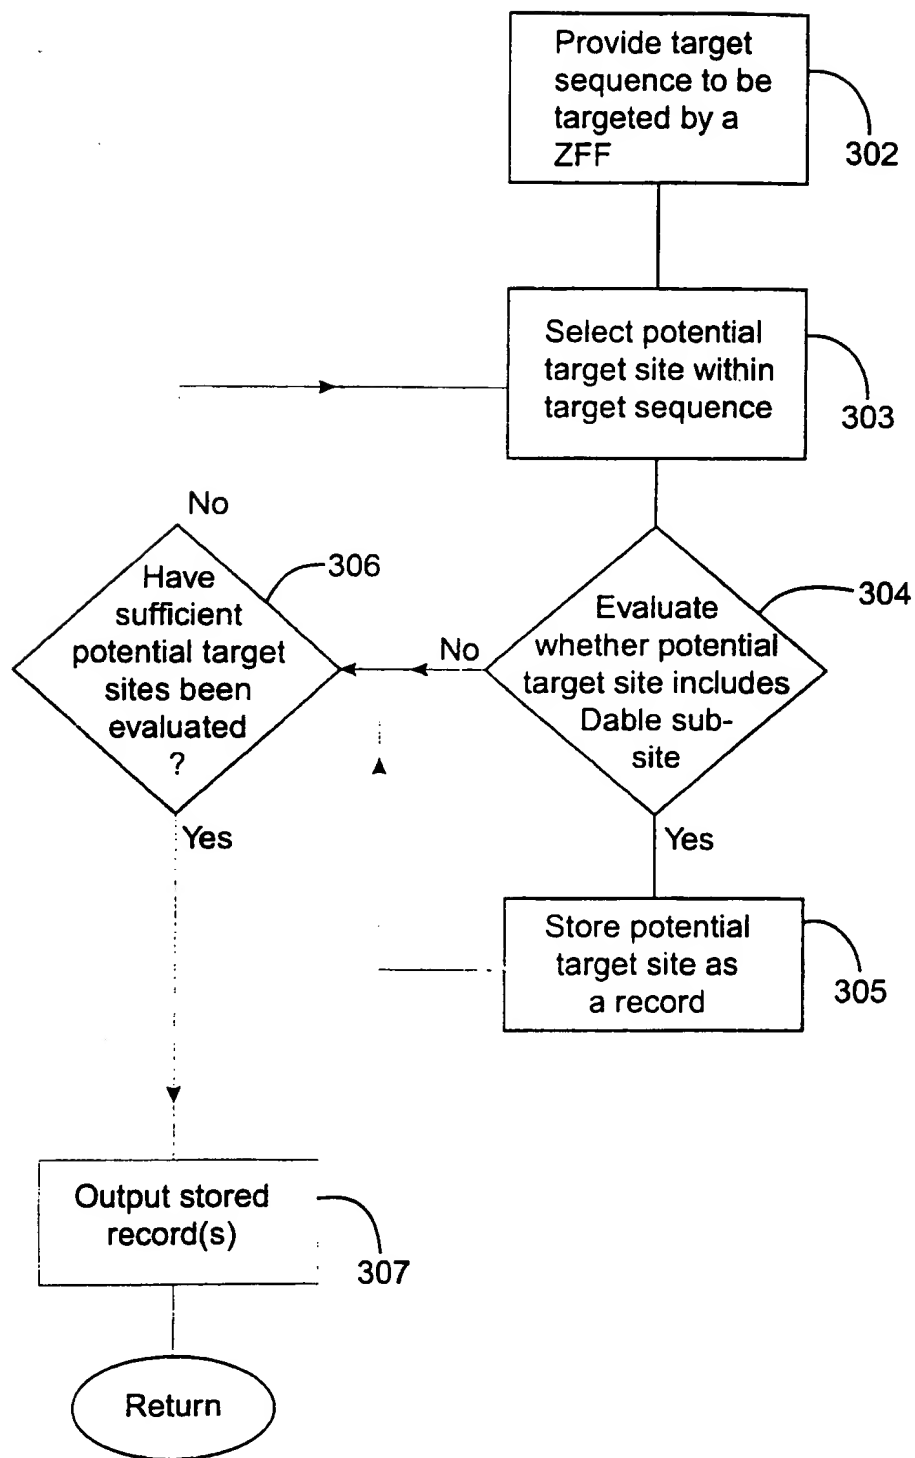 Provide target
sequence to be
targeted by a
ZFF
302
Select potential
target site within
target sequence
303
No
Have
sufficient
potential target
sites been
evaluated
?
306
Evaluate
whether potential
target site includes
Dable sub-
site
304
No
Yes
Yes
Store potential
target site as
a record
305
Output stored
record(s)
307
Return